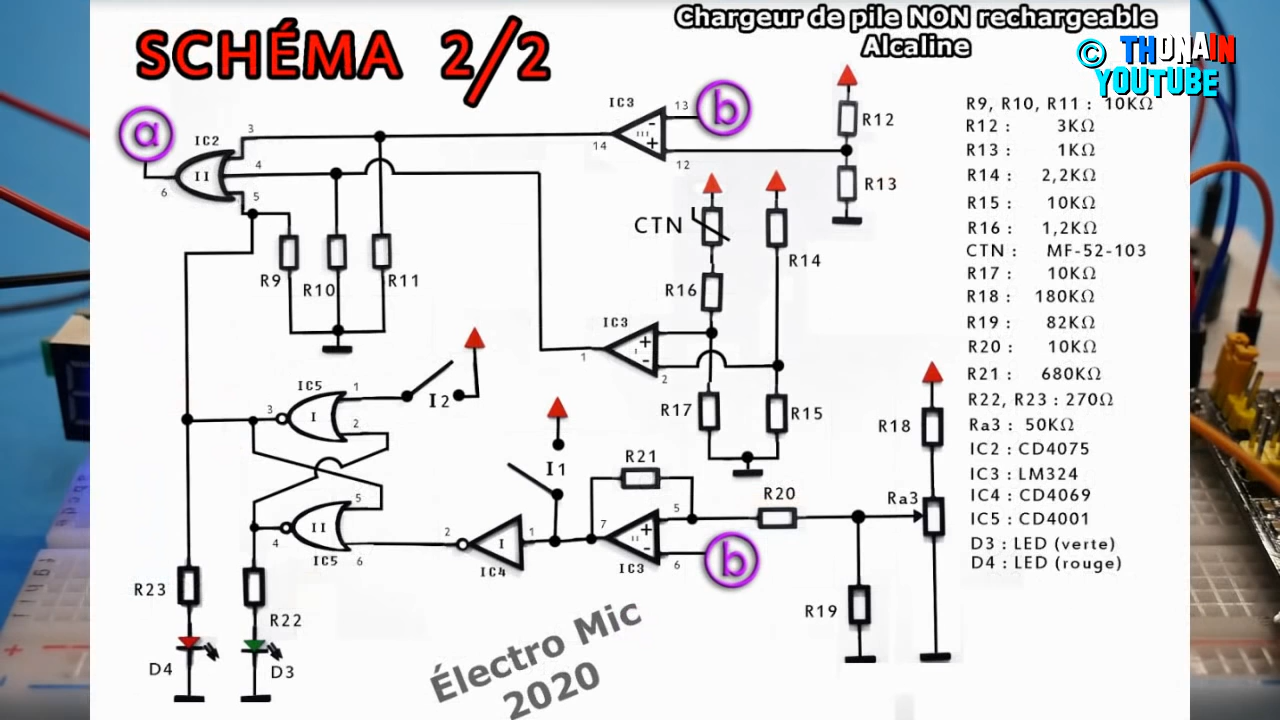 SCHÉMA 2/2
Chargeur de pile NON rechargeable
Alcaline
© THONAIN
YOUTUBE
a
IC2
3
4
5
6
II
IC3
13
14
12
III
-
+
b
R12
R13
CTN
R14
R16
R9
R10
R11
IC3
1
2
I
+
-
R17
R15
IC5
3
1
2
I
I2
I1
R21
R18
Ra3
R20
5
7
6
II
+
-
IC3
b
R19
2
1
I
IC4
5
4
6
II
IC5
R23
R22
D4
D3
Électro Mic
2020
R9, R10, R11 : 10KΩ
R12 : 3KΩ
R13 : 1KΩ
R14 : 2,2KΩ
R15 : 10KΩ
R16 : 1,2KΩ
CTN : MF-52-103
R17 : 10KΩ
R18 : 180KΩ
R19 : 82KΩ
R20 : 10KΩ
R21 : 680KΩ
R22, R23 : 270Ω
Ra3 : 50KΩ
IC2 : CD4075
IC3 : LM324
IC4 : CD4069
IC5 : CD4001
D3 : LED (verte)
D4 : LED (rouge)